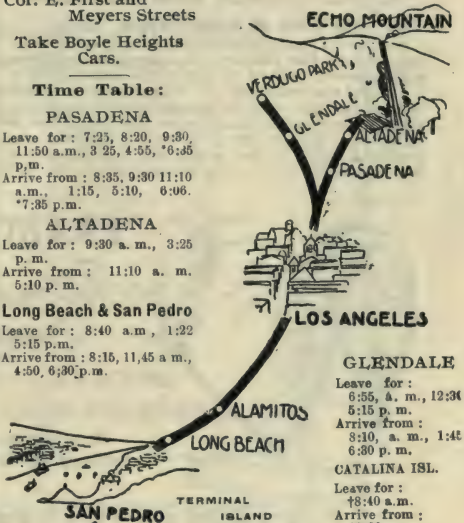 Cor. E. First and
Meyers Streets
Take Boyle Heights
Cars.
Time Table:
PASADENA
Leave for : 7:25, 8:20, 9:30,
11:50 a.m., 3 25, 4:55, *6:35
p,m.
Arrive from : 8:35, 9:30 11:10
a.m., 1:15, 5:10, 6:06.
*7:35 p.m.
ALTADENA
Leave for : 9:30 a. m., 3:25
p. m.
Arrive from : 11:10 a. m.
5:10 p. m.
Long Beach & San Pedro
Leave for : 8:40 a.m , 1:22
5:15 p.m.
Arrive from : 8:15, 11,45 a m.,
4:50, 6;30 p.m.
ECHO MOUNTAIN
VERDUGO PARK
GLENDALE
ALTADENA
PASADENA
LOS ANGELES
ALAMITOS
LONG BEACH
TERMINAL
ISLAND
SAN PEDRO
GLENDALE
Leave for :
6:55, a. m., 12:30
5:15 p. m.
Arrive from :
8:10, a. m., 1:45
6:30 p. m.
CATALINA ISL.
Leave for :
†8:40 a.m.
Arrive from :